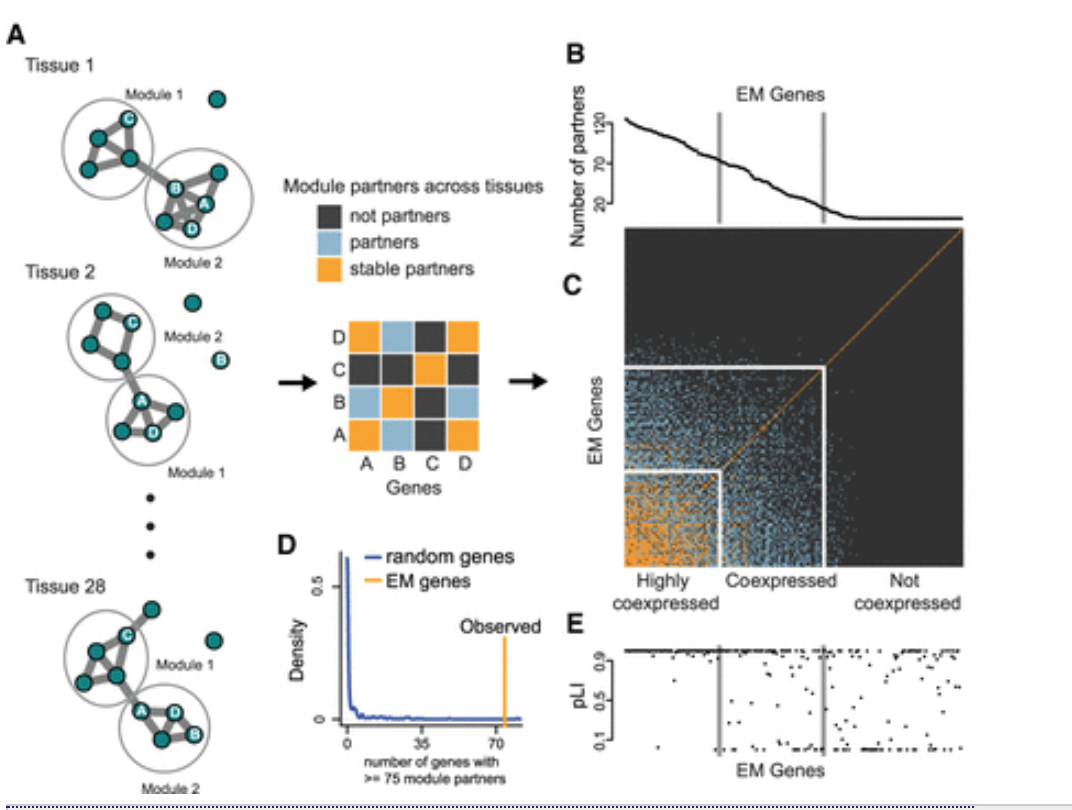 A
Tissue 1
Module 1
C
B
A
D
Module 2
Tissue 2
C
Module 2
B
A
D
Module 1
Tissue 28
C
Module 1
A
D
B
Module 2
Module partners across tissues
not partners
partners
stable partners
D
C
B
A
A B C D
Genes
B
EM Genes
Number of partners
120
70
20
C
EM Genes
Highly coexpressed
Coexpressed
Not coexpressed
D
random genes
EM genes
Observed
Density
0.5
0
0 35 70
number of genes with
>= 75 module partners
E
pLI
0.9
0.5
0.1
EM Genes